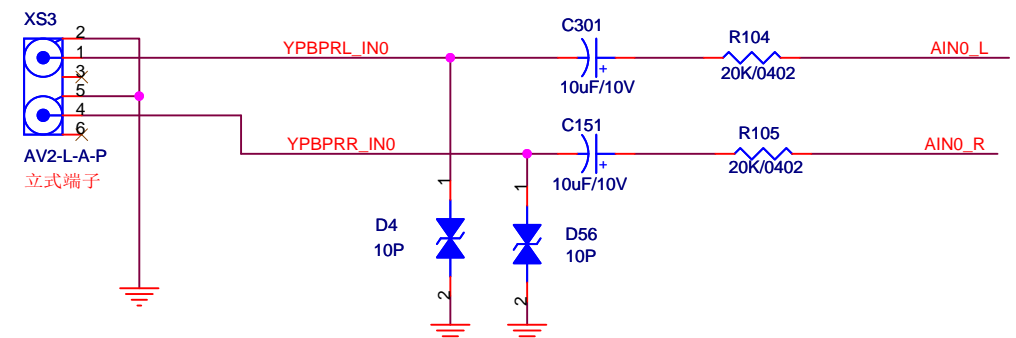 XS3
2
1
3
5
4
6
AV2-L-A-P
立式端子
YPBPRL_IN0
C301
+
10uF/10V
R104
20K/0402
AIN0_L
YPBPRR_IN0
C151
+
10uF/10V
R105
20K/0402
AIN0_R
1
D4
10P
2
1
D56
10P
2